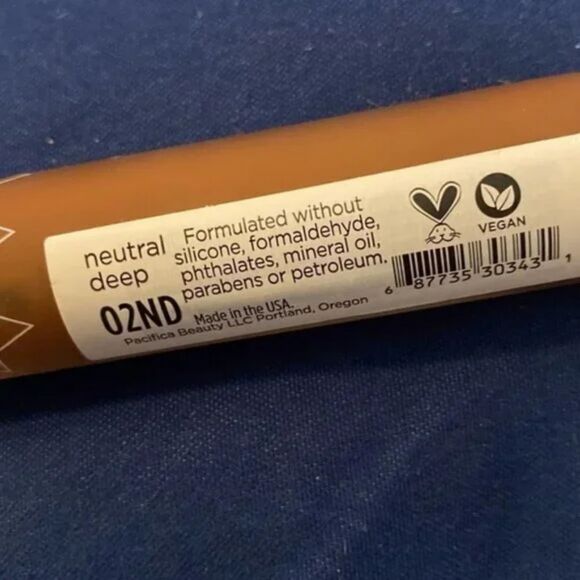 neutral
deep
02ND
Formulated without
silicone, formaldehyde,
phthalates, mineral oil,
parabens or petroleum.
Made in the USA.
Pacifica Beauty LLC Portland, Oregon
VEGAN
6 87735 30343 1